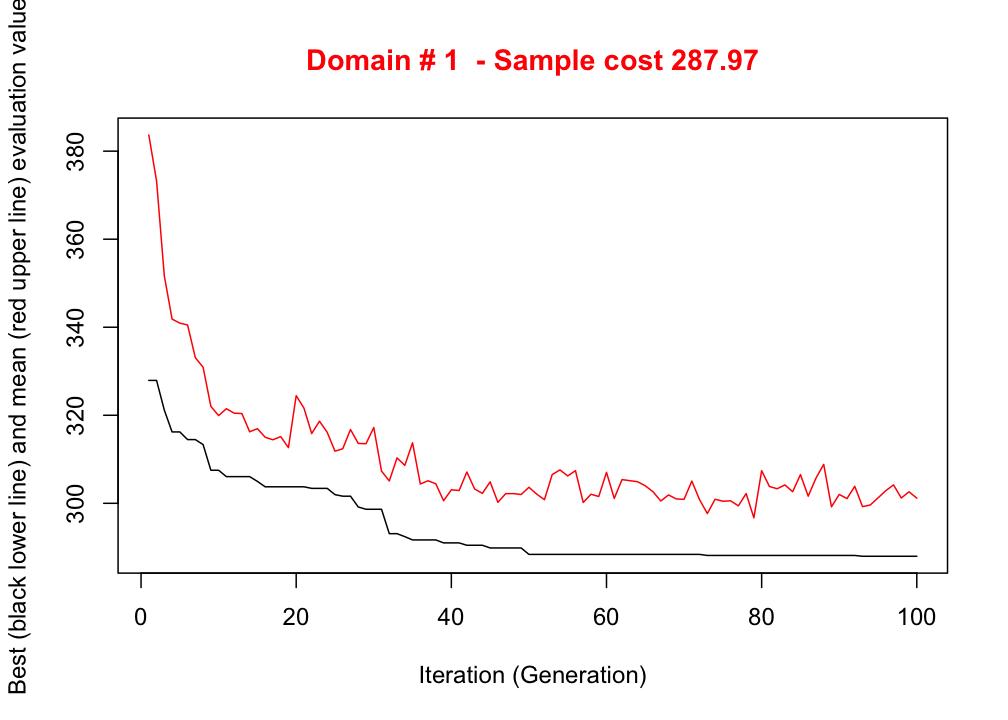 Domain # 1  - Sample cost 287.97
Best (black lower line) and mean (red upper line) evaluation value
380
360
340
320
300
0 20 40 60 80 100
Iteration (Generation)